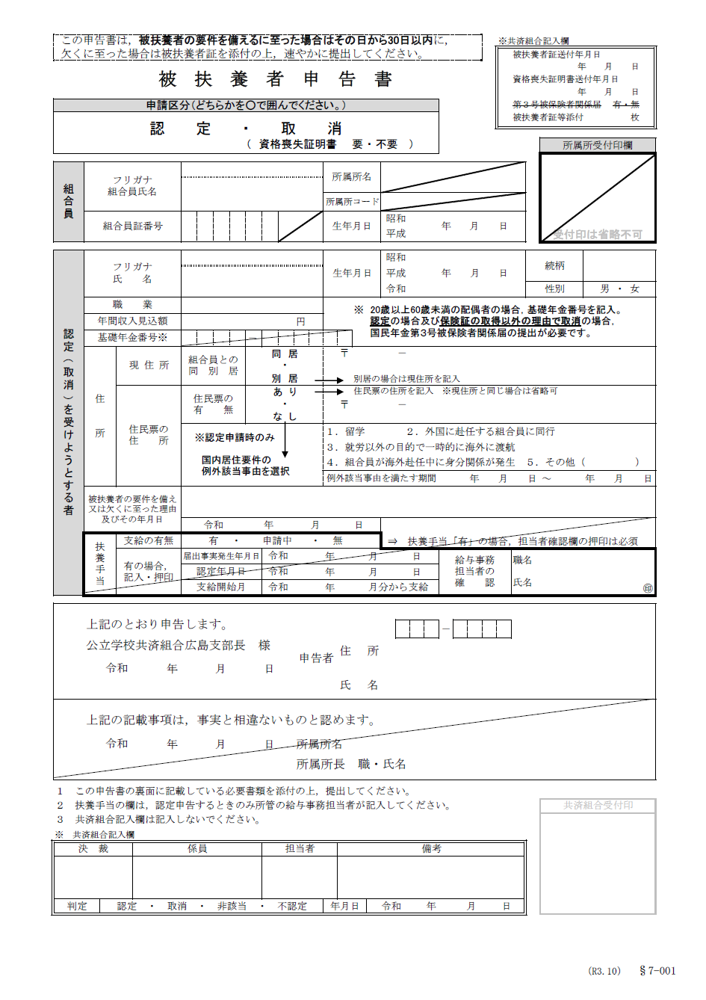 この申告書は，被扶養者の要件を備えるに至った場合はその日から30日以内に，
欠くに至った場合は被扶養者証を添付の上，速やかに提出してください。
※共済組合記入欄
被扶養者証送付年月日
年　月　日
資格喪失証明書送付年月日
年　月　日
第３号被保険者関係届　有・無
被扶養者証等添付　枚
被扶養者申告書
申請区分（どちらかを〇で囲んでください。）
認　定　・　取　消
（　資格喪失証明書　要・不要　）
所属所受付印欄
受付印は省略不可
組合員
フリガナ
組合員氏名
所属所名
所属所コード
組合員証番号
生年月日
昭和
平成
年　月　日
認定（取消）を受けようとする者
フリガナ
氏　名
生年月日
昭和
平成
令和
年　月　日
続柄
性別
男 ・ 女
職　業
年間収入見込額
円
基礎年金番号※
－
※ 20歳以上60歳未満の配偶者の場合，基礎年金番号を記入。
認定の場合及び保険証の取得以外の理由で取消の場合，
国民年金第３号被保険者関係届の提出が必要です。
住　所
現 住 所
組合員との
同 別 居
同 居
・
別 居
〒　－
別居の場合は現住所を記入
住民票の
住　所
住民票の
有　無
あ り
・
な し
住民票の住所を記入　※現住所と同じ場合は省略可
〒　－
※認定申請時のみ
国内居住要件の
例外該当事由を選択
１．留学　２．外国に赴任する組合員に同行
３．就労以外の目的で一時的に海外に渡航
４．組合員が海外赴任中に身分関係が発生　５．その他（　）
例外該当事由を満たす期間　年　月　日 ～　年　月　日
被扶養者の要件を備え
又は欠くに至った理由
及びその年月日
令和　年　月　日
扶養手当
支給の有無
有　・　申請中　・　無
⇒　扶養手当「有」の場合，担当者確認欄の押印は必須
有の場合，
記入・押印
届出事実発生年月日　令和　年　月　日
認定年月日　令和　年　月　日
支給開始月　令和　年　月分から支給
給与事務
担当者の
確　認
職名
氏名
㊞
上記のとおり申告します。
－
公立学校共済組合広島支部長　様
申告者
住　所
令和　年　月　日
氏　名
上記の記載事項は，事実と相違ないものと認めます。
令和　年　月　日　所属所名
所属所長　職・氏名
１　この申告書の裏面に記載している必要書類を添付の上，提出してください。
２　扶養手当の欄は，認定申告するときのみ所管の給与事務担当者が記入してください。
３　共済組合記入欄は記入しないでください。
共済組合受付印
※　共済組合記入欄
決　裁　係員　担当者　備考
判定　認定　・　取消　・　非該当　・　不認定　年月日　令和　年　月　日
（R3.10）　§7-001